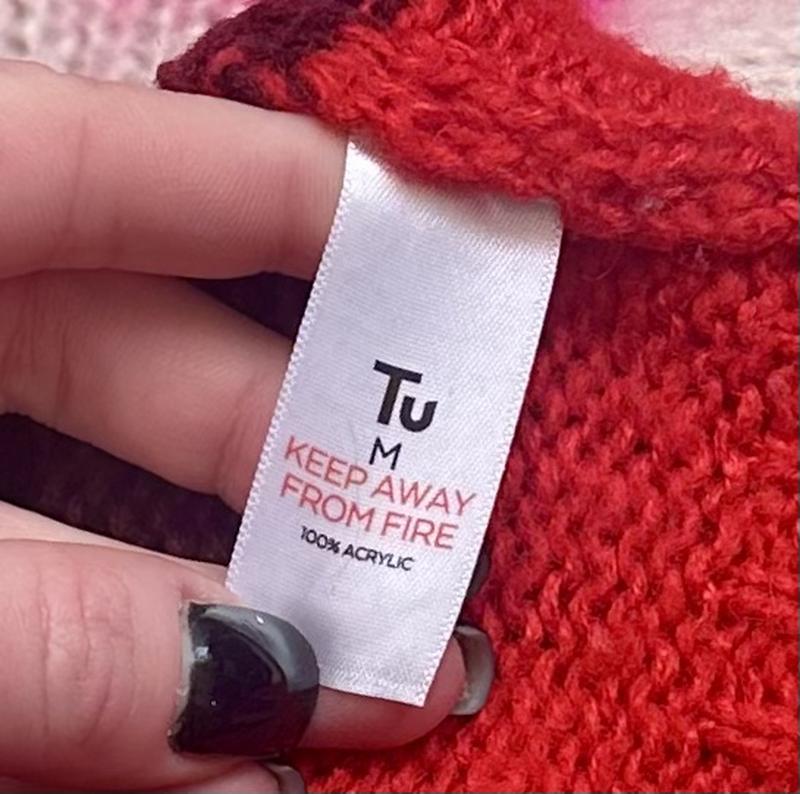 Tu
M
KEEP AWAY
FROM FIRE
100% ACRYLIC